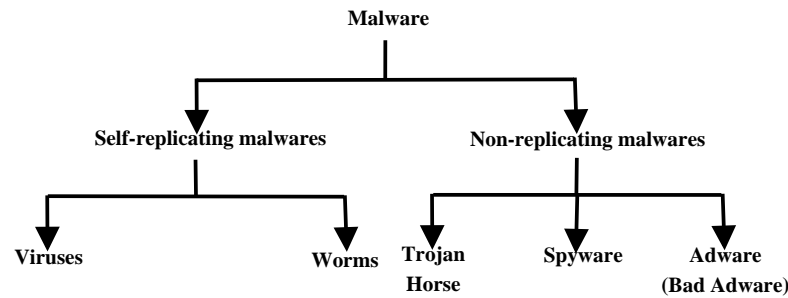 Malware
Self-replicating malwares
Non-replicating malwares
Viruses
Worms
Trojan
Horse
Spyware
Adware
(Bad Adware)